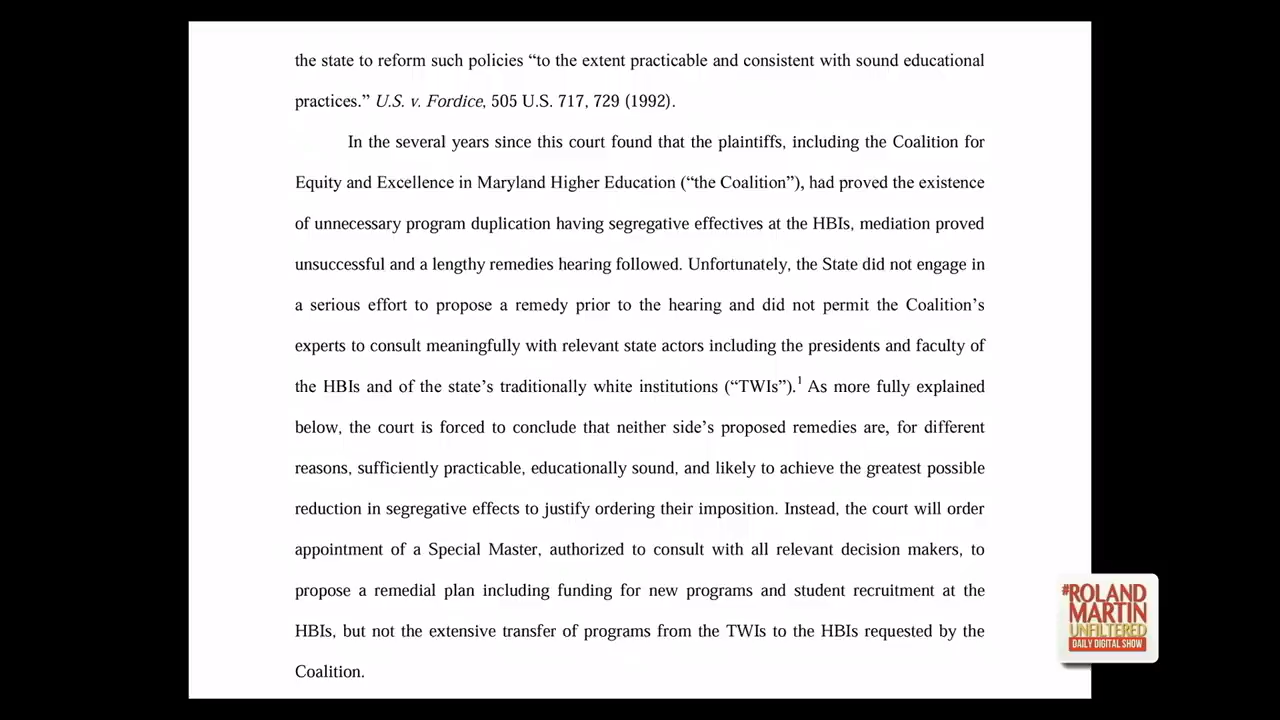 the state to reform such policies “to the extent practicable and consistent with sound educational
practices.” U.S. v. Fordice, 505 U.S. 717, 729 (1992).
In the several years since this court found that the plaintiffs, including the Coalition for
Equity and Excellence in Maryland Higher Education (“the Coalition”), had proved the existence
of unnecessary program duplication having segregative effectives at the HBIs, mediation proved
unsuccessful and a lengthy remedies hearing followed. Unfortunately, the State did not engage in
a serious effort to propose a remedy prior to the hearing and did not permit the Coalition’s
experts to consult meaningfully with relevant state actors including the presidents and faculty of
the HBIs and of the state’s traditionally white institutions (“TWIs”).1 As more fully explained
below, the court is forced to conclude that neither side’s proposed remedies are, for different
reasons, sufficiently practicable, educationally sound, and likely to achieve the greatest possible
reduction in segregative effects to justify ordering their imposition. Instead, the court will order
appointment of a Special Master, authorized to consult with all relevant decision makers, to
propose a remedial plan including funding for new programs and student recruitment at the
HBIs, but not the extensive transfer of programs from the TWIs to the HBIs requested by the
Coalition.
#ROLAND
MARTIN
UNFILTERED
DAILY DIGITAL SHOW